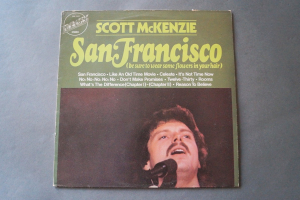 SCOTT McKENZIE
San Francisco
(be sure to wear some flowers in your hair)
San Francisco • Like An Old Time Movie • Celeste • It's Not Time Now
No, No, No, No, No • Don't Make Promises • Twelve-Thirty • Rooms
What's The Difference (Chapter I) • (Chapter II) • Reason To Believe